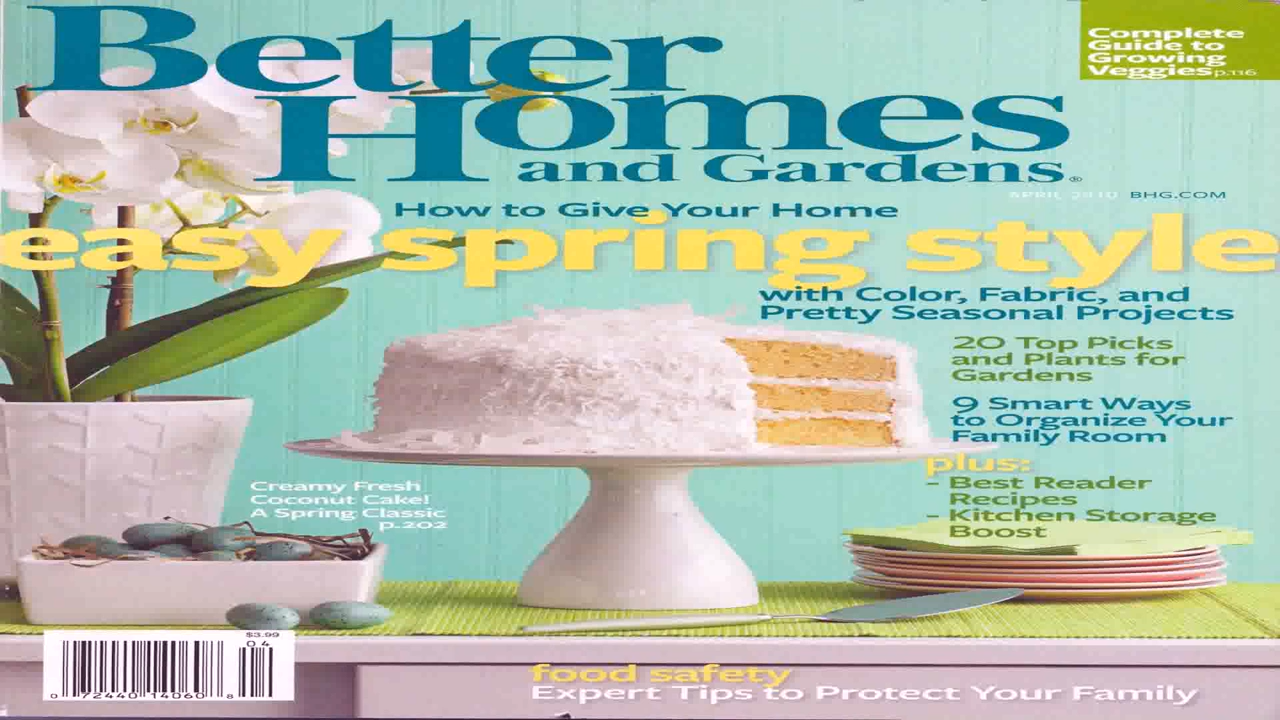 Better
Homes
and Gardens®
Complete
Guide to
Growing
Veggies p.116
APRIL 2010 BHG.COM
How to Give Your Home
easy spring style
with Color, Fabric, and
Pretty Seasonal Projects
20 Top Picks
and Plants for
Gardens
9 Smart Ways
to Organize Your
Family Room
plus:
- Best Reader
Recipes
- Kitchen Storage
Boost
Creamy Fresh
Coconut Cake!
A Spring Classic
p.202
$3.99
04
0 72440 14060 8
food safety
Expert Tips to Protect Your Family